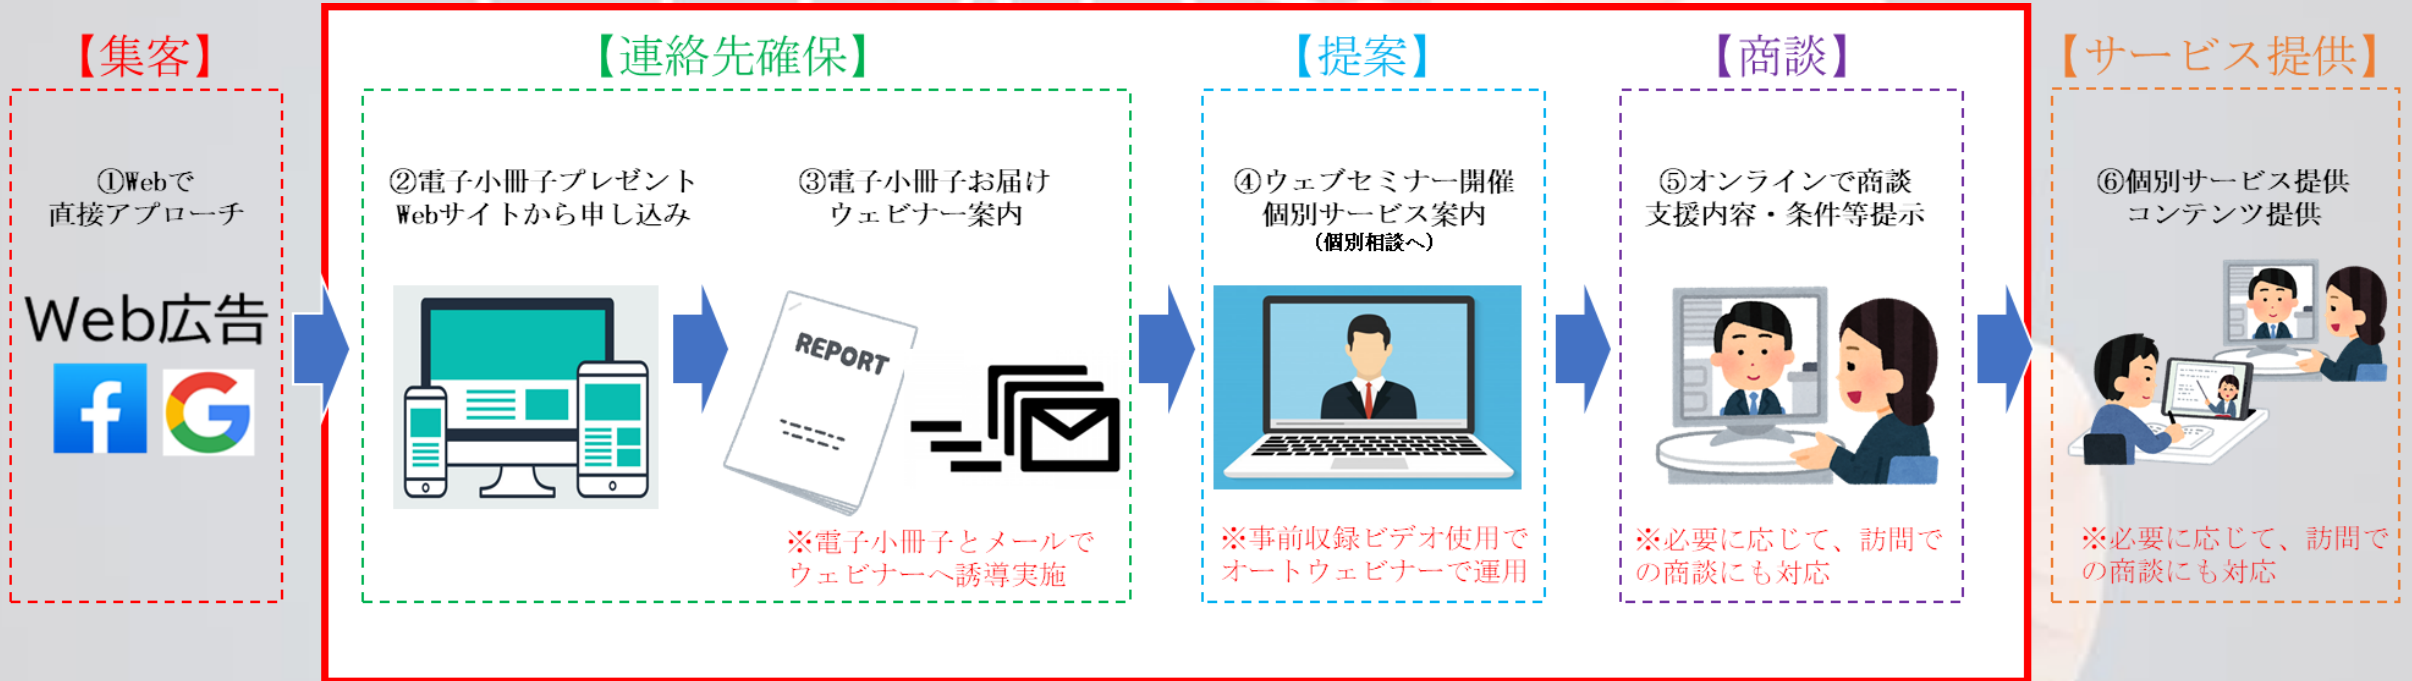 【集客】
①Webで
直接アプローチ
Web広告
【連絡先確保】
②電子小冊子プレゼント
Webサイトから申し込み
③電子小冊子お届け
ウェビナー案内
REPORT
※電子小冊子とメールで
ウェビナーへ誘導実施
【提案】
④ウェブセミナー開催
個別サービス案内
(個別相談へ)
※事前収録ビデオ使用で
オートウェビナーで運用
【商談】
⑤オンラインで商談
支援内容・条件等提示
※必要に応じて、訪問で
の商談にも対応
【サービス提供】
⑥個別サービス提供
コンテンツ提供
※必要に応じて、訪問で
の商談にも対応